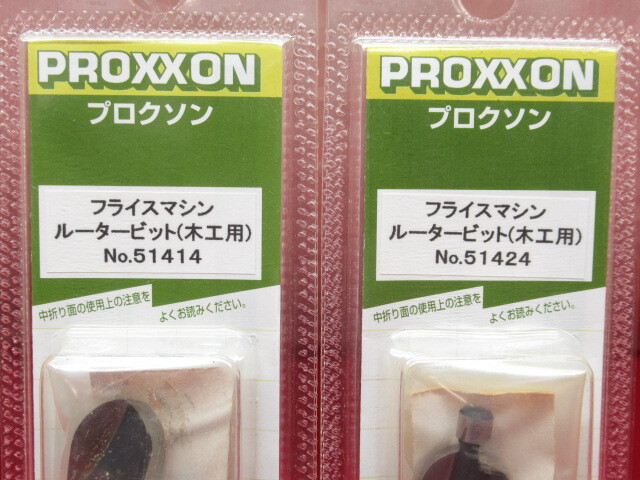 PROXXON
プロクソン
フライスマシン
ルータービット(木工用)
No.51414
中折り面の使用上の注意を
よくお読みください。
PROXXON
プロクソン
フライスマシン
ルータービット(木工用)
No.51424
中折り面の使用上の注意を
よくお読みください。